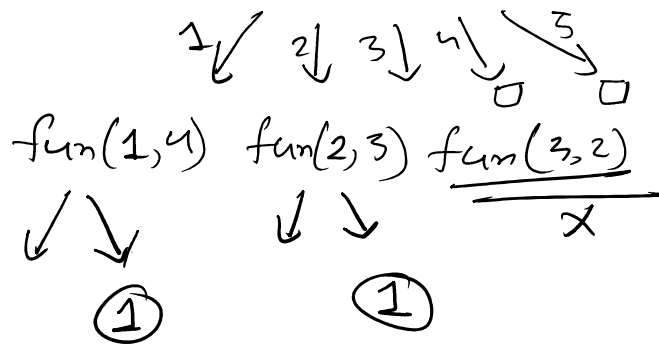 1 2 3 4 5
fun(1,4) fun(2,3) fun(3,2)
x
1 1